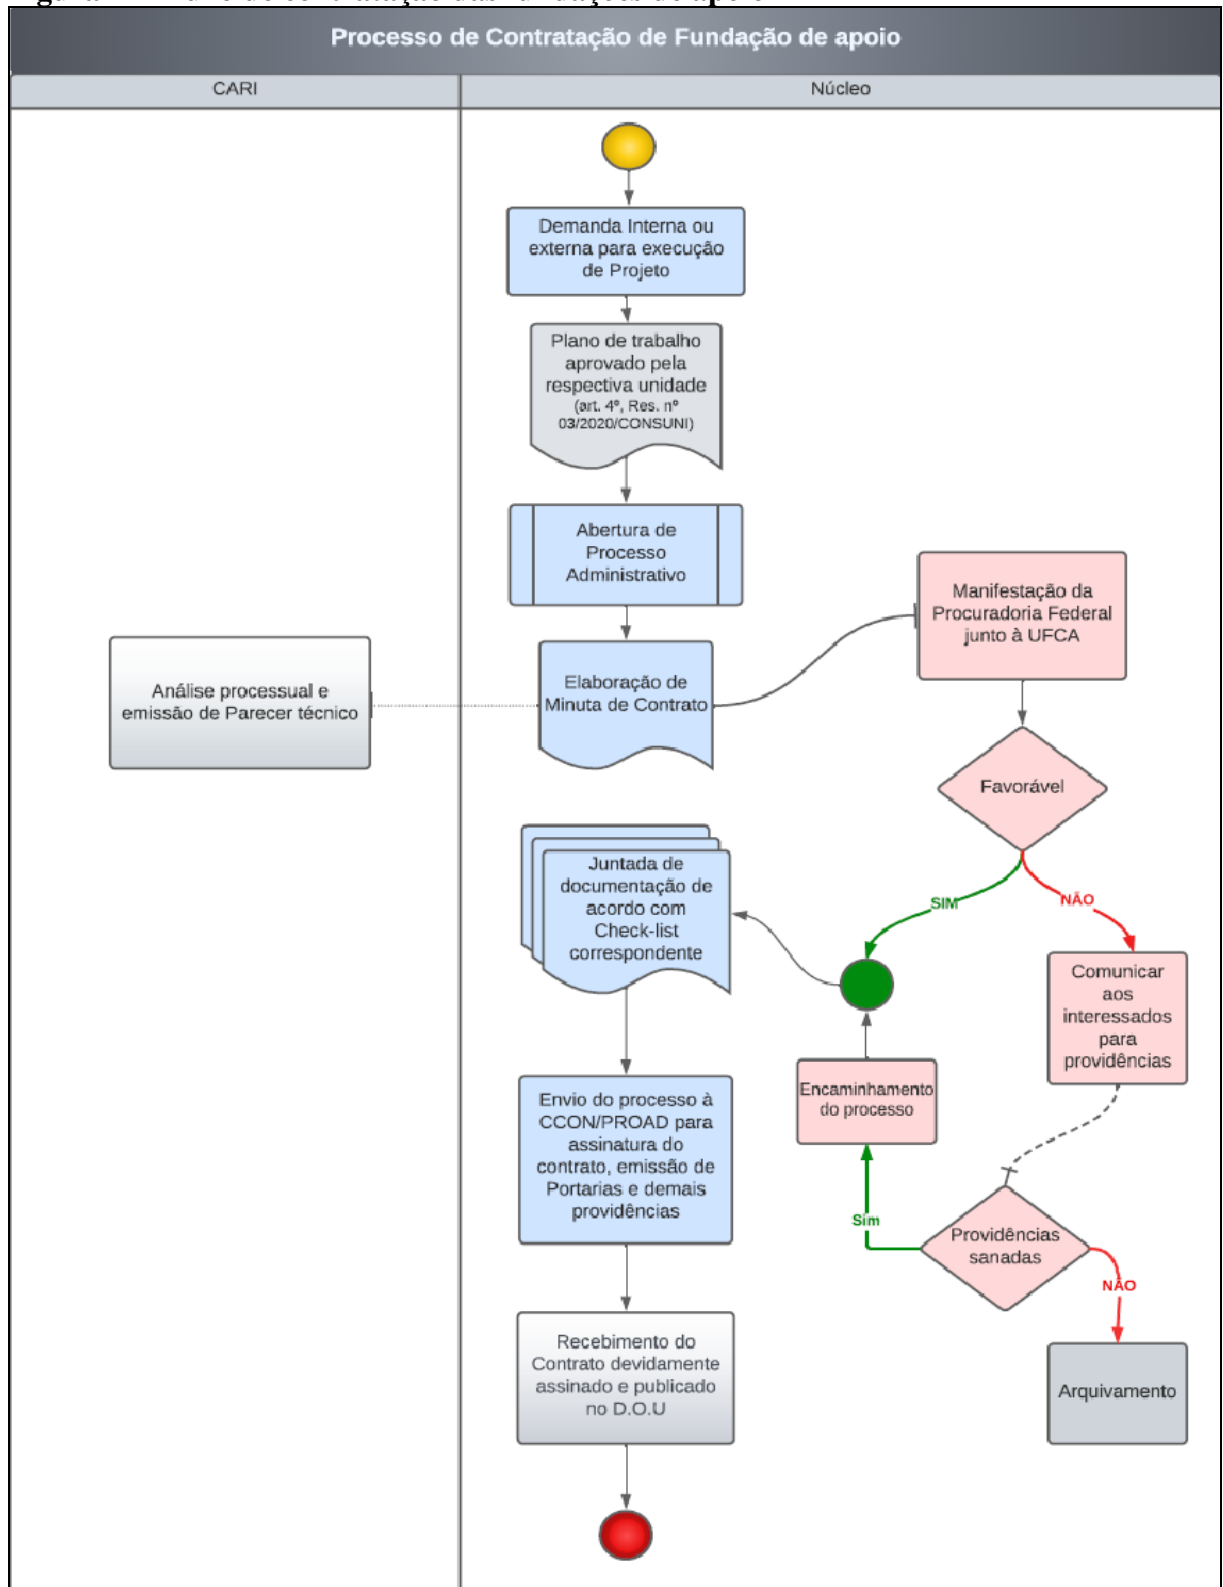 Processo de Contratação de Fundação de apoio
CARI
Núcleo
Demanda Interna ou
externa para execução
de Projeto
Plano de trabalho
aprovado pela
respectiva unidade
(art. 4º, Res. nº
03/2020/CONSUNI)
Abertura de
Processo
Administrativo
Manifestação da
Procuradoria Federal
junto à UFCA
Análise processual e
emissão de Parecer técnico
Elaboração de
Minuta de Contrato
Favorável
SIM
NÃO
Juntada de
documentação de
acordo com
Check-list
correspondente
Comunicar
aos
interessados
para
providências
Encaminhamento
do processo
Envio do processo à
CCON/PROAD para
assinatura do
contrato, emissão de
Portarias e demais
providências
Sim
Providências
sanadas
NÃO
Recebimento do
Contrato devidamente
assinado e publicado
no D.O.U
Arquivamento